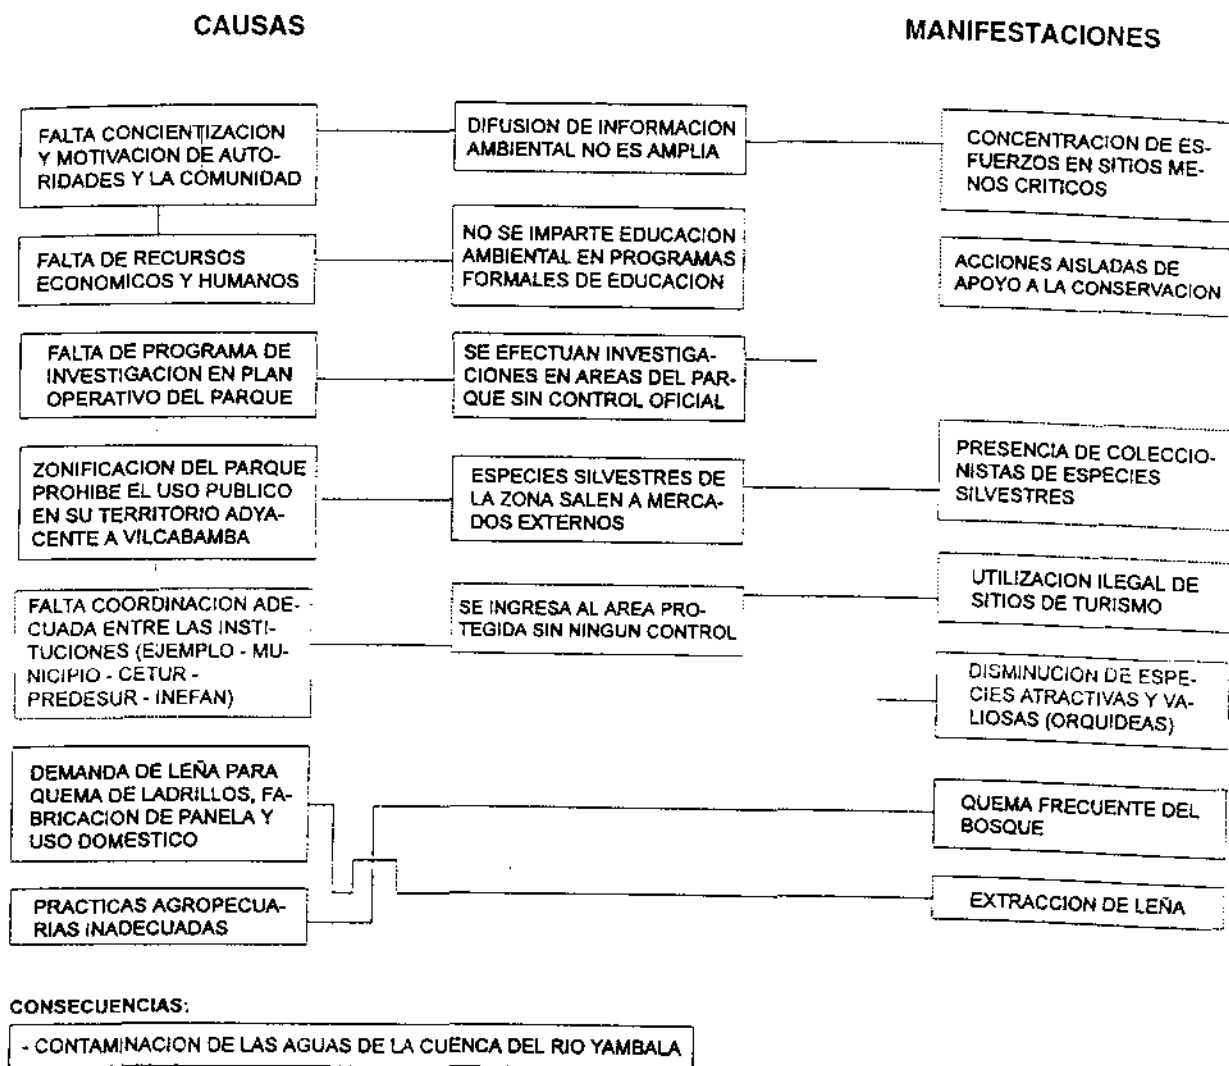 CAUSAS
MANIFESTACIONES
FALTA CONCIENTIZACION
Y MOTIVACION DE AUTO-
RIDADES Y LA COMUNIDAD
DIFUSION DE INFORMACION
AMBIENTAL NO ES AMPLIA
CONCENTRACION DE ES-
FUERZOS EN SITIOS ME-
NOS CRITICOS
FALTA DE RECURSOS
ECONOMICOS Y HUMANOS
NO SE IMPARTE EDUCACION
AMBIENTAL EN PROGRAMAS
FORMALES DE EDUCACION
ACCIONES AISLADAS DE
APOYO A LA CONSERVACION
FALTA DE PROGRAMA DE
INVESTIGACION EN PLAN
OPERATIVO DEL PARQUE
SE EFECTUAN INVESTIGA-
CIONES EN AREAS DEL PAR-
QUE SIN CONTROL OFICIAL
ZONIFICACION DEL PARQUE
PROHIBE EL USO PUBLICO
EN SU TERRITORIO ADYA-
CENTE A VILCABAMBA
ESPECIES SILVESTRES DE
LA ZONA SALEN A MERCA-
DOS EXTERNOS
PRESENCIA DE COLECCIO-
NISTAS DE ESPECIES
SILVESTRES
FALTA COORDINACION ADE-
CUADA ENTRE LAS INSTI-
TUCIONES (EJEMPLO - MU-
NICIPIO - CETUR -
PREDESUR - INEFAN)
SE INGRESA AL AREA PRO-
TEGIDA SIN NINGUN CONTROL
UTILIZACION ILEGAL DE
SITIOS DE TURISMO
DISMINUCION DE ESPE-
CIES ATRACTIVAS Y VA-
LIOSAS (ORQUIDEAS)
DEMANDA DE LEÑA PARA
QUEMA DE LADRILLOS, FA-
BRICACION DE PANELA Y
USO DOMESTICO
QUEMA FRECUENTE DEL
BOSQUE
PRACTICAS AGROPECUA-
RIAS INADECUADAS
EXTRACCION DE LEÑA
CONSECUENCIAS:
- CONTAMINACION DE LAS AGUAS DE LA CUENCA DEL RIO YAMBALA